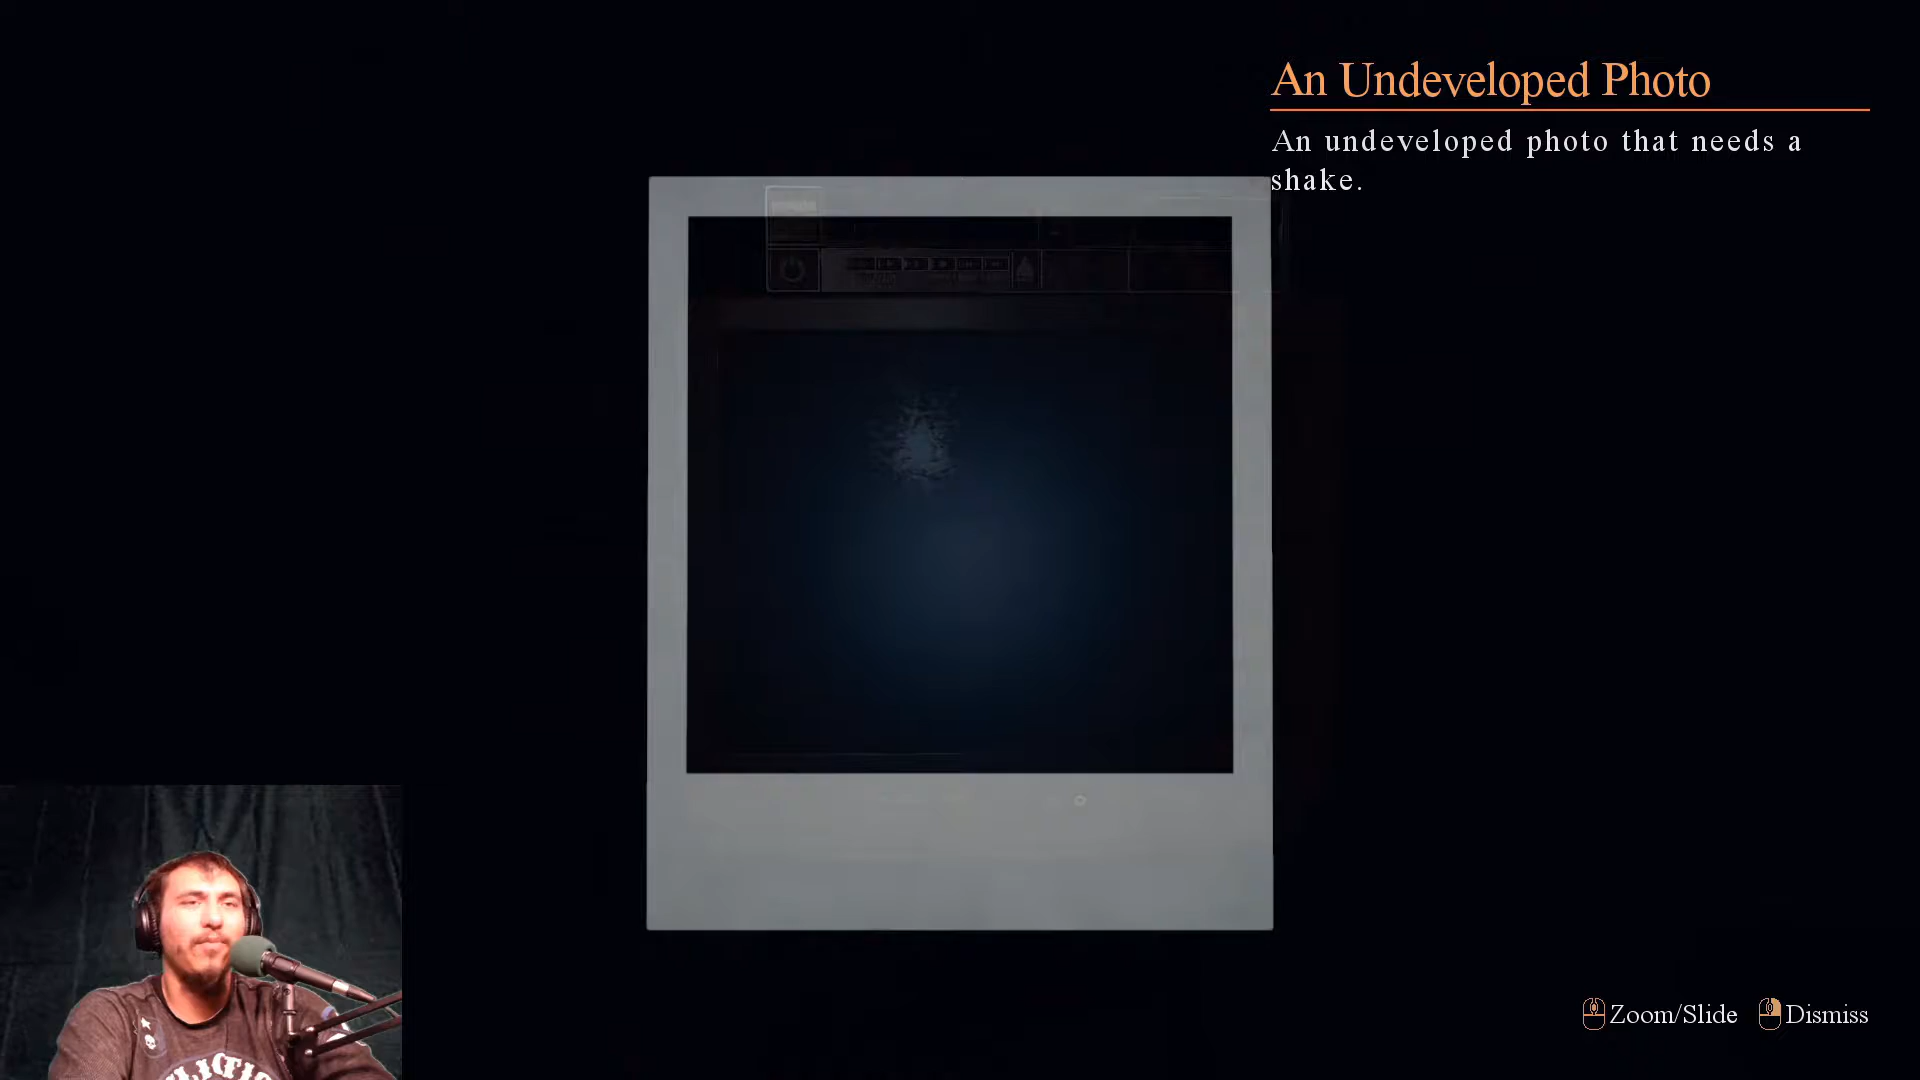 An Undeveloped Photo
An undeveloped photo that needs a
shake.
Zoom/Slide
Dismiss